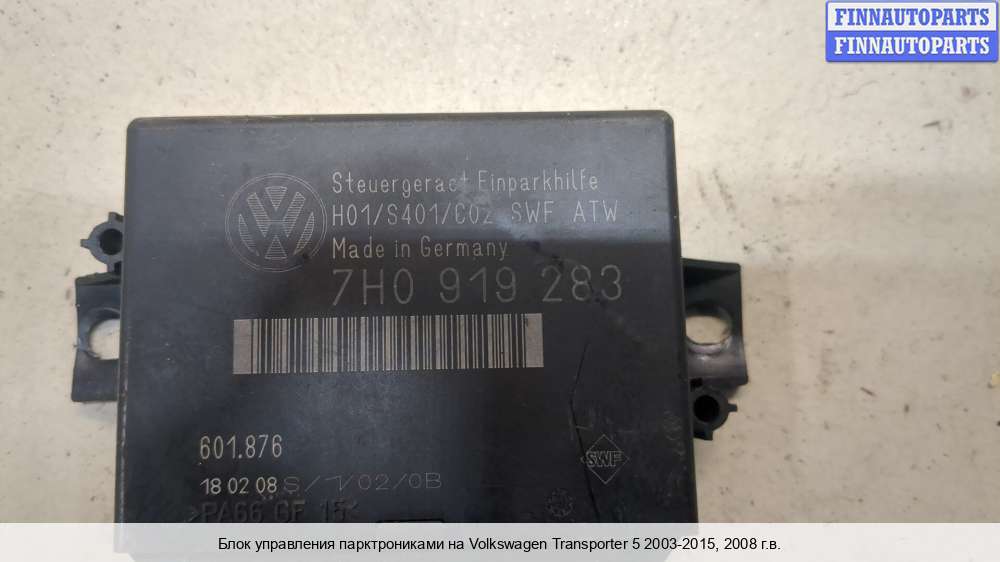 FINNAUTOPARTS
FINNAUTOPARTS
Steuergeraet Einparkhilfe
H01/S401/C02 SWF ATW
Made in Germany
7H0 919 283
601.876
18 02 08 S/1/02/0B
SWF
>PA66 GF 15<
Блок управления парктрониками на Volkswagen Transporter 5 2003-2015, 2008 г.в.